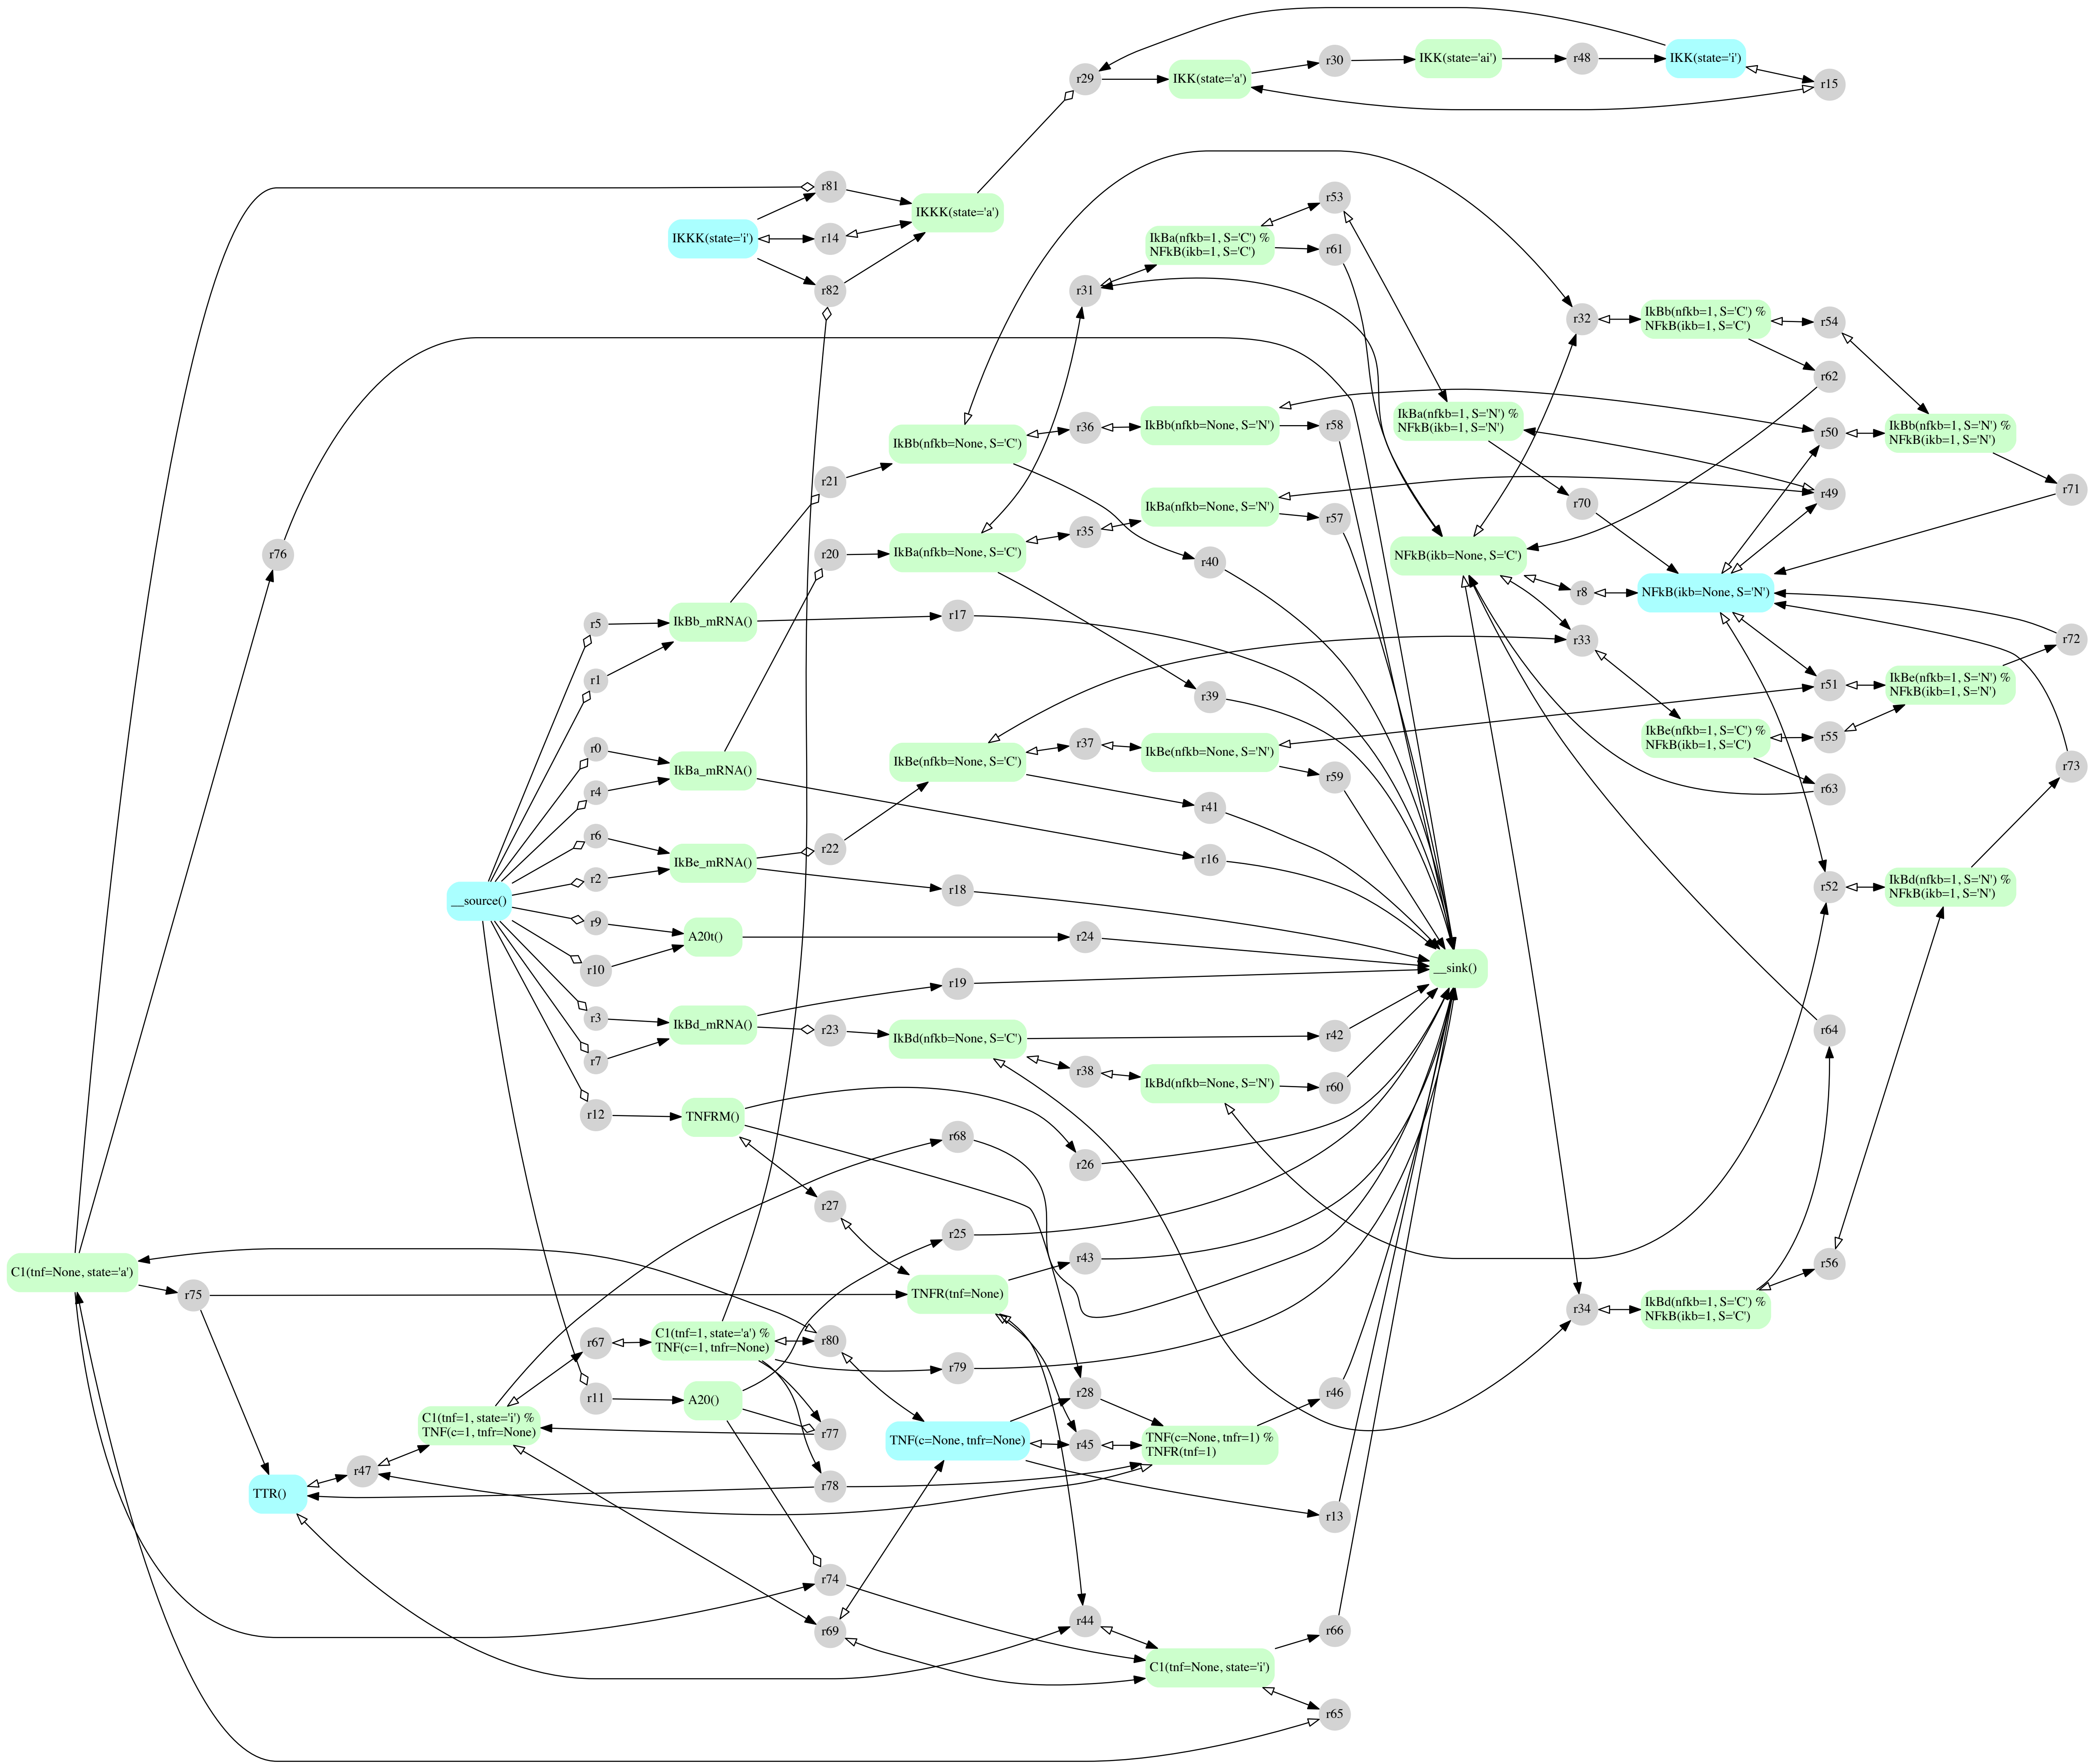 IKK(state='ai')
IKK(state='i')
r48
r30
r29
IKK(state='a')
r15
r81
r53
IKKK(state='a')
IKKK(state='i')
r14
IkBa(nfkb=1, S='C') %
NFkB(ikb=1, S='C')
r61
r82
r31
r32
IkBb(nfkb=1, S='C') %
NFkB(ikb=1, S='C')
r54
r62
IkBb(nfkb=None, S='C')
r36
IkBb(nfkb=None, S='N')
r58
IkBa(nfkb=1, S='N') %
NFkB(ikb=1, S='N')
r50
IkBb(nfkb=1, S='N') %
NFkB(ikb=1, S='N')
r21
r49
r71
r70
IkBa(nfkb=None, S='N')
r57
r35
r76
r20
IkBa(nfkb=None, S='C')
NFkB(ikb=None, S='C')
r40
r8
NFkB(ikb=None, S='N')
r5
IkBb_mRNA()
r17
r33
r72
r1
r39
r51
IkBe(nfkb=1, S='N') %
NFkB(ikb=1, S='N')
r0
IkBa_mRNA()
r37
IkBe(nfkb=None, S='C')
IkBe(nfkb=None, S='N')
IkBe(nfkb=1, S='C') %
NFkB(ikb=1, S='C')
r55
r73
r4
r59
r63
r41
r6
r22
IkBe_mRNA()
r16
r2
r18
r52
IkBd(nfkb=1, S='N') %
NFkB(ikb=1, S='N')
__source()
r9
A20t()
r24
r10
__sink()
r19
r3
IkBd_mRNA()
r23
IkBd(nfkb=None, S='C')
r42
r64
r7
r38
IkBd(nfkb=None, S='N')
r60
r12
TNFRM()
r68
r26
r27
r25
r43
r56
C1(tnf=None, state='a')
r75
TNFR(tnf=None)
r34
IkBd(nfkb=1, S='C') %
NFkB(ikb=1, S='C')
r67
C1(tnf=1, state='a') %
TNF(c=1, tnfr=None)
r80
r79
r11
A20()
r28
r46
C1(tnf=1, state='i') %
TNF(c=1, tnfr=None)
r77
TNF(c=None, tnfr=None)
r45
TNF(c=None, tnfr=1) %
TNFR(tnf=1)
r47
TTR()
r78
r13
r74
r69
r44
r66
C1(tnf=None, state='i')
r65